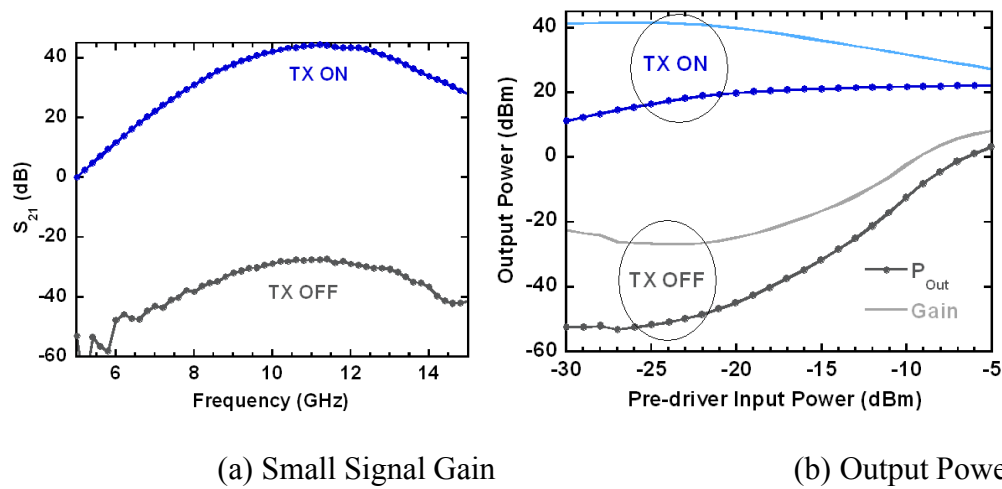 40
20
0
-20
-40
-60
S21 (dB)
TX ON
TX OFF
6 8 10 12 14
Frequency (GHz)
40
20
0
-20
-40
-60
Output Power (dBm)
TX ON
TX OFF
POut
Gain
-30 -25 -20 -15 -10 -5
Pre-driver Input Power (dBm)
(a) Small Signal Gain
(b) Output Powe